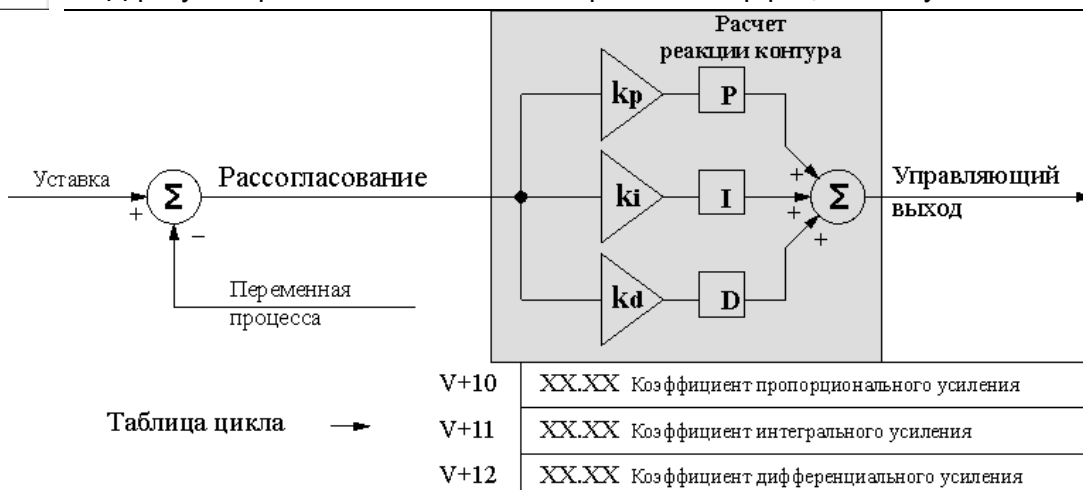 Расчет
реакции контура
kp
P
Уставка
Σ
Рассогласование
ki
I
Σ
Управляющий
выход
+
−
+
+
+
Переменная
процесса
kd
D
V+10 XX.XX Коэффициент пропорционального усиления
Таблица цикла
V+11 XX.XX Коэффициент интегрального усиления
V+12 XX.XX Коэффициент дифференциального усиления